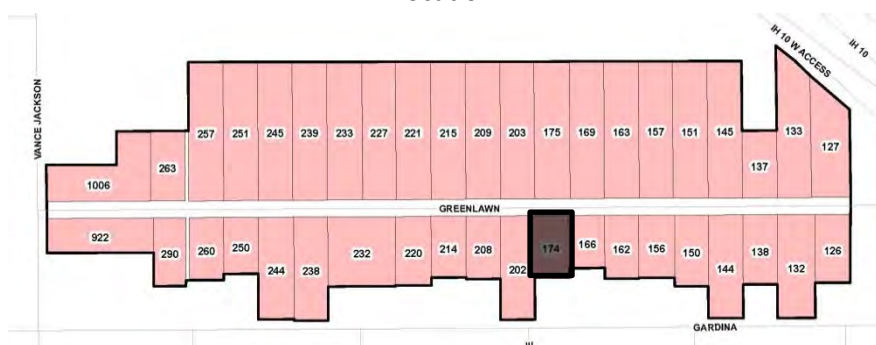 IH 10 W ACCESS
IH 10
VANCE JACKSON
257 251 245 239 233 227 221 215 209 203 175 169 163 157 151 145 133
127
263
137
1006
GREENLAWN
922
290 260 250 244 238 232 220 214 208 202 174 166 162 156 150 144 138 132 126
GARDINA